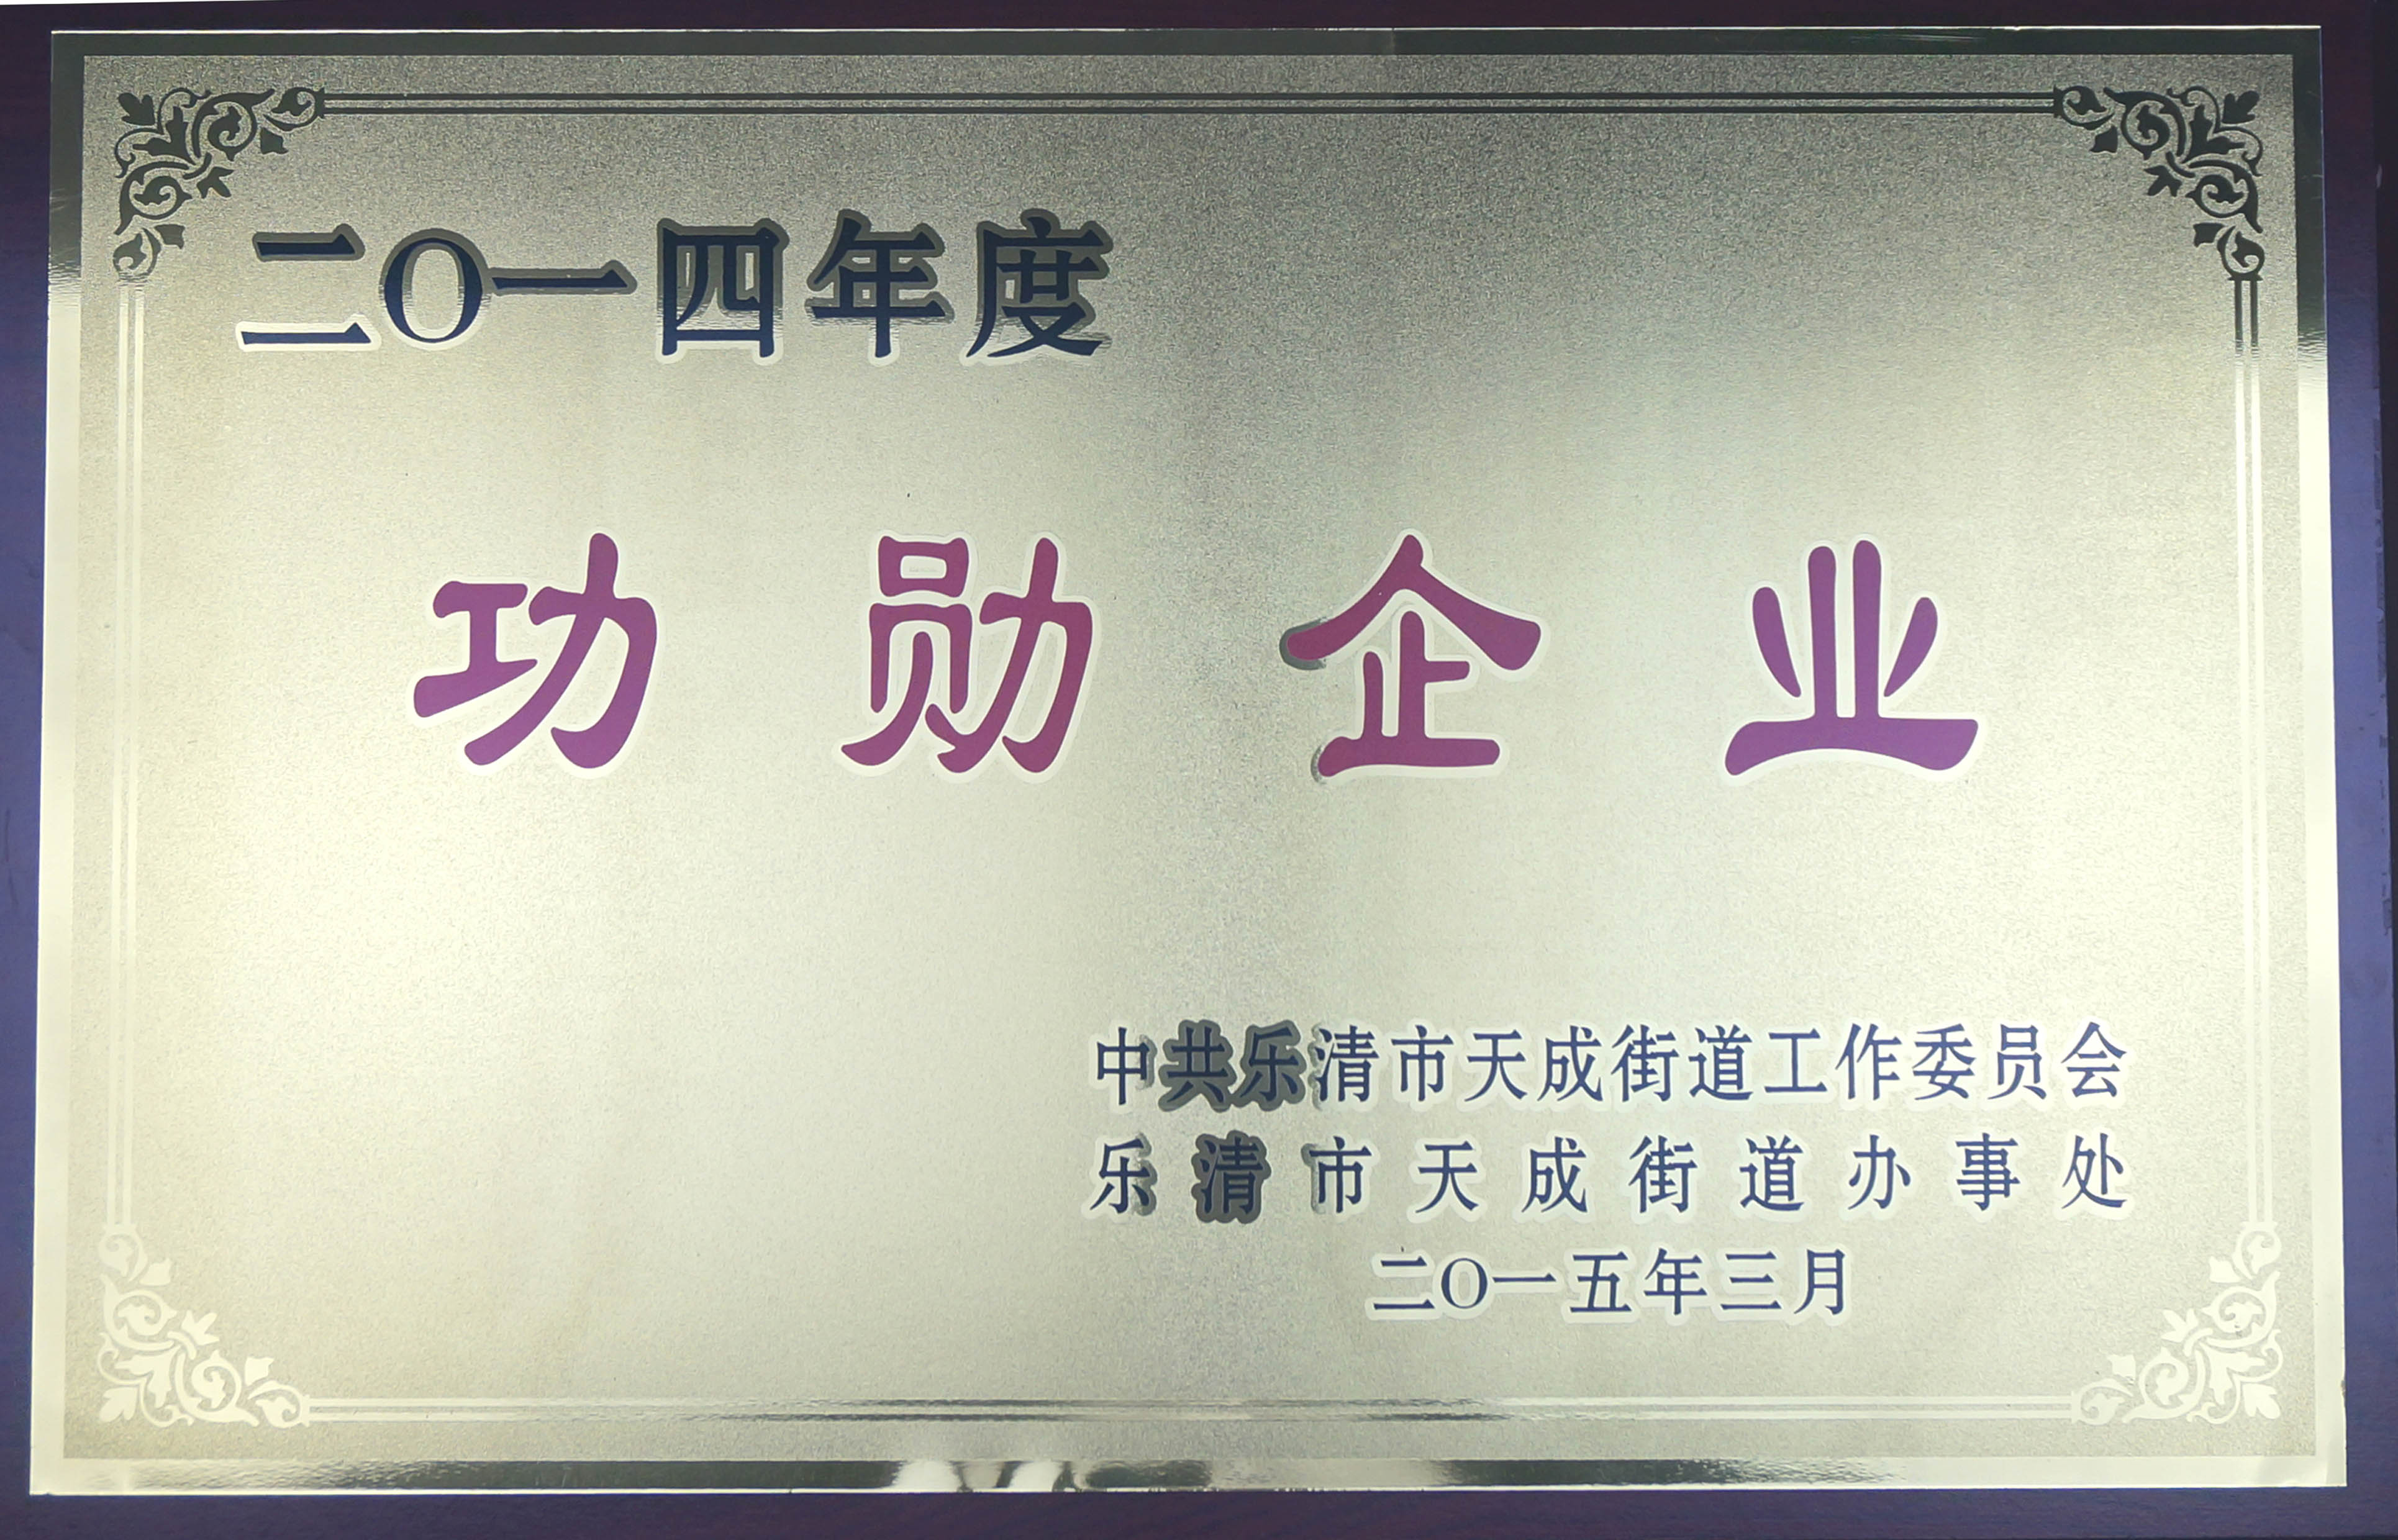 二〇一四年度
功勋企业
中共乐清市天成街道工作委员会
乐清市天成街道办事处
二〇一五年三月